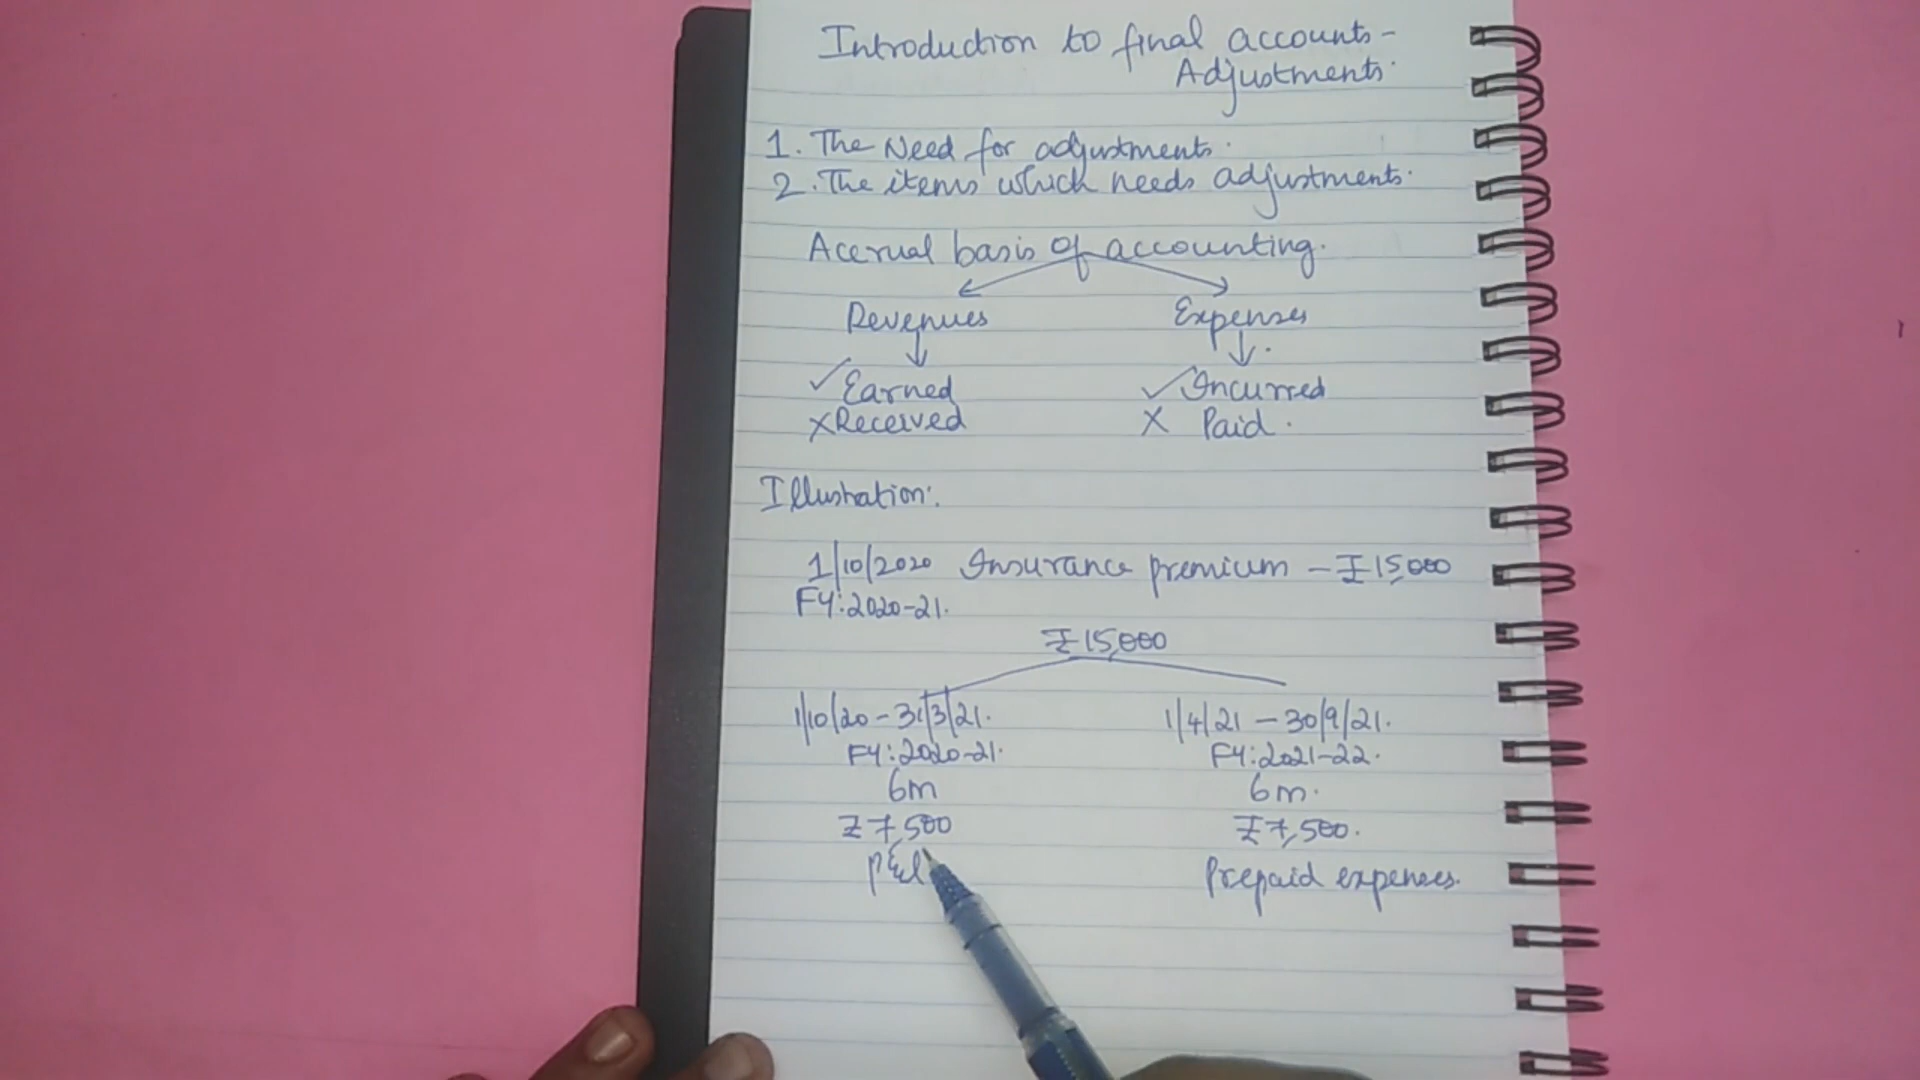 Introduction to final accounts -
Adjustments.
1. The Need for adjustments.
2. The items which needs adjustments.
Accrual basis of accounting.
Revenues Expenses
✓ Earned ✓ Incurred
X Received X Paid.
Illustration:
1/10/2020 Insurance premium - ₹15,000
FY: 2020-21.
₹15,000
1/10/20 - 31/3/21. 1/4/21 - 30/9/21.
FY: 2020-21. FY: 2021-22.
6m 6m.
₹7,500 ₹7,500.
P&L Prepaid expenses.